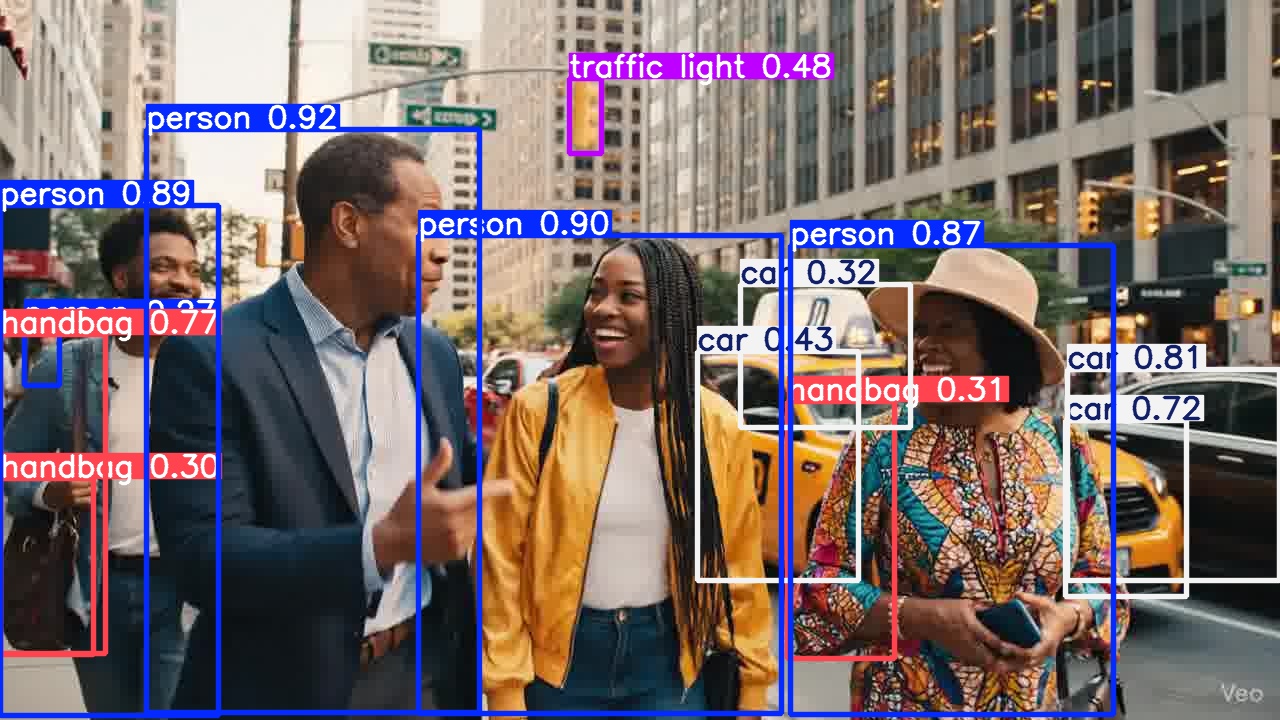 traffic light 0.48
person 0.92
person 0.89
person 0.90
person 0.87
car 0.32
handbag 0.77
car 0.43
car 0.81
handbag 0.31
car 0.72
handbag 0.30
Veo